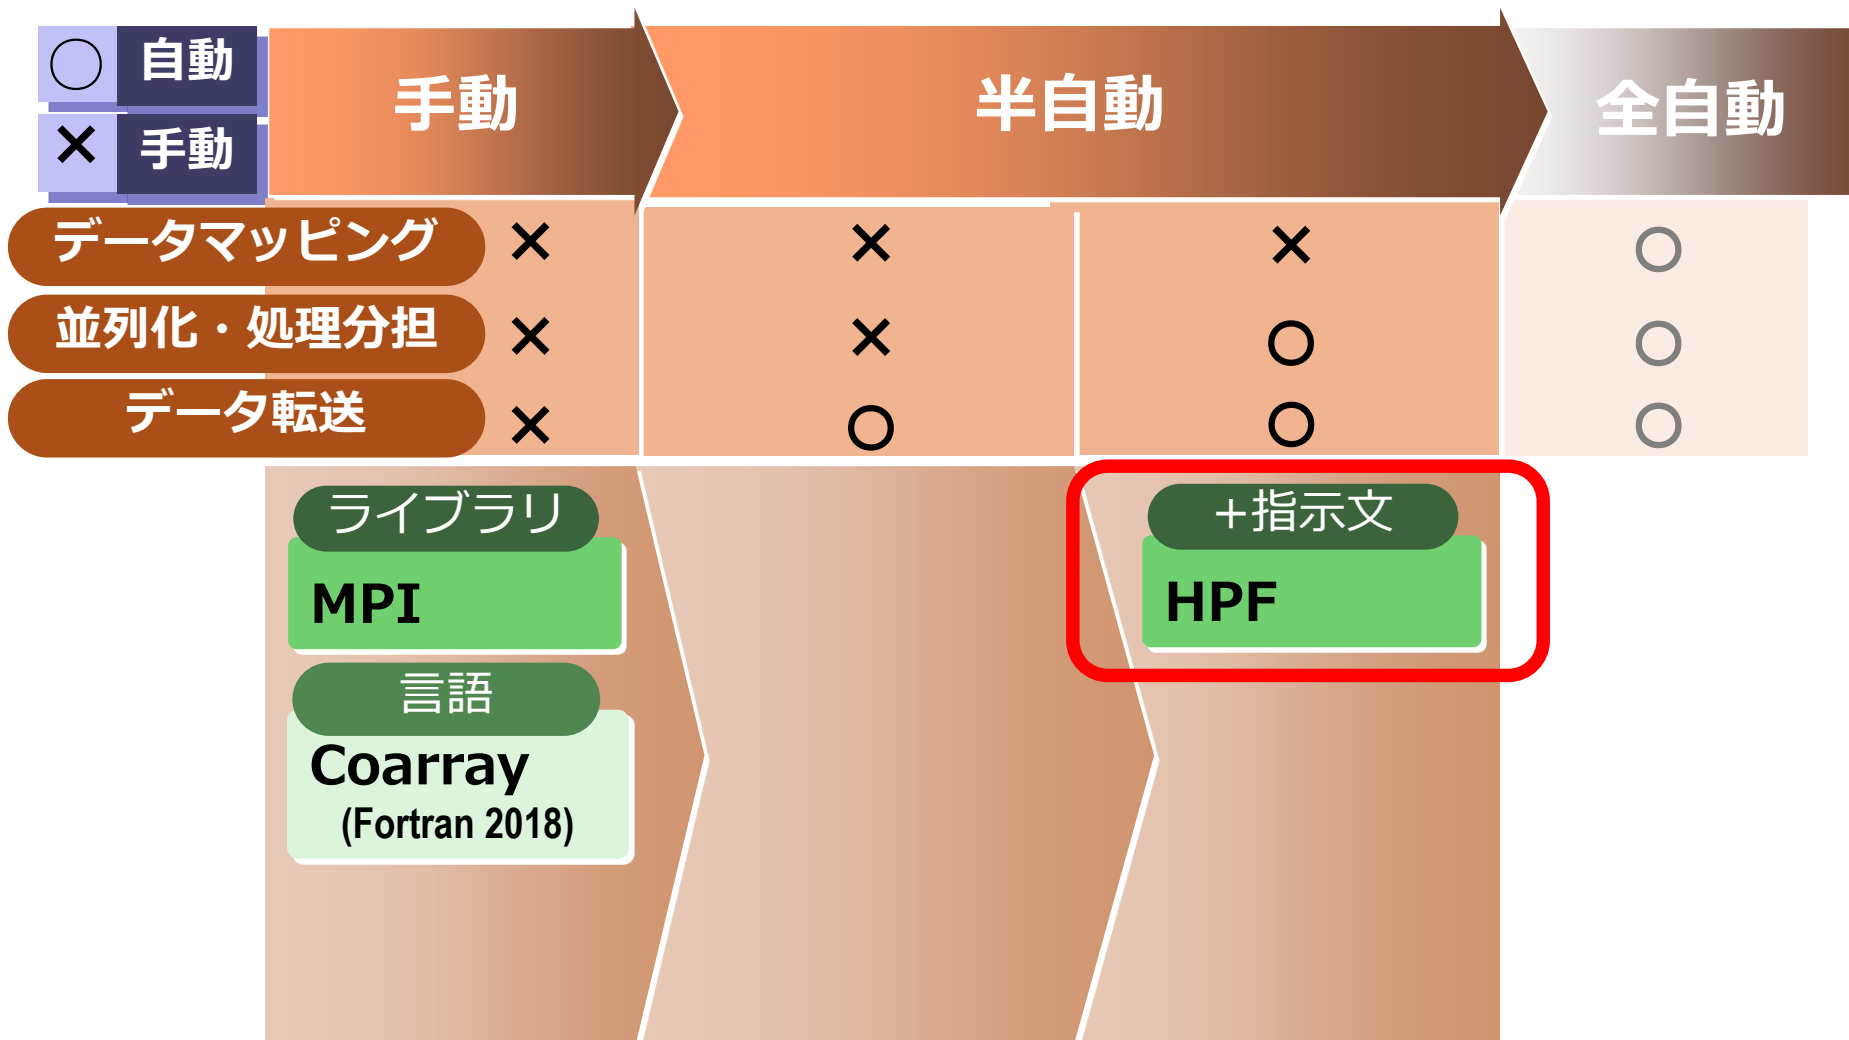 ○ 自動
× 手動
手動
半自動
全自動
データマッピング × × × ○
並列化・処理分担 × × ○ ○
データ転送 × ○ ○ ○
ライブラリ
MPI
言語
Coarray
(Fortran 2018)
+指示文
HPF